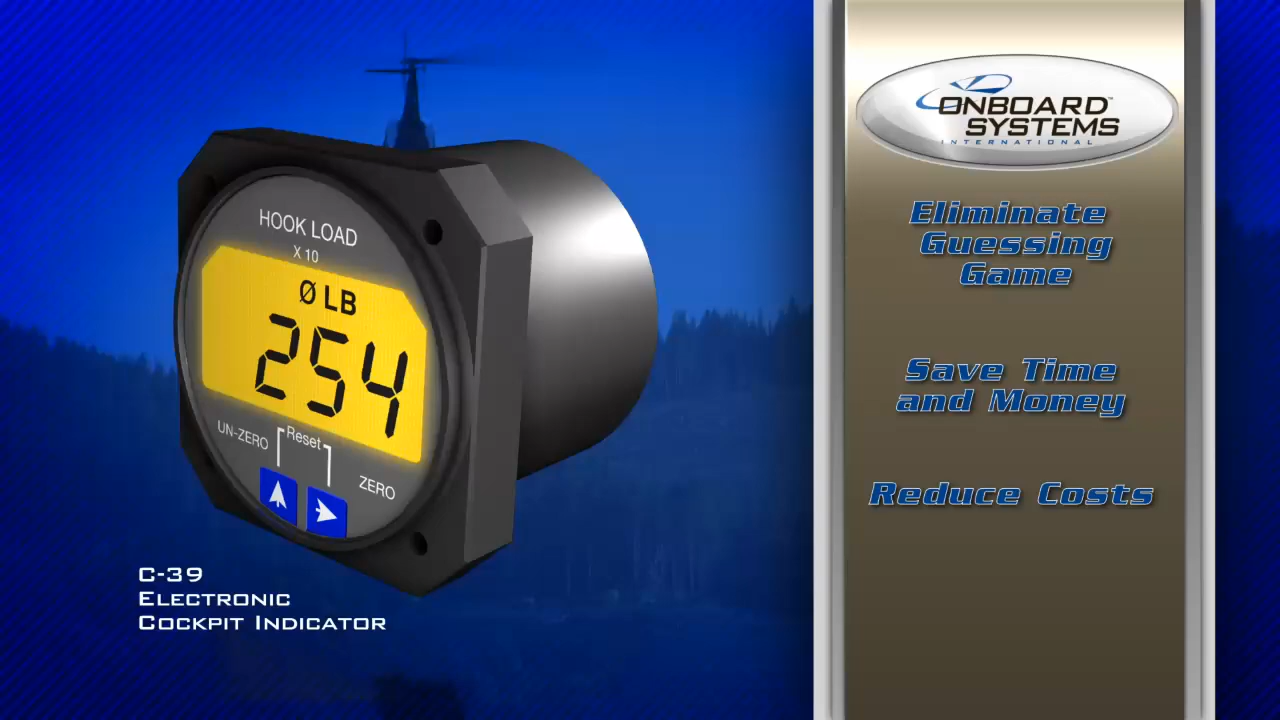 HOOK LOAD
X 10
Ø LB
254
UN-ZERO
Reset
ZERO
C-39
ELECTRONIC
COCKPIT INDICATOR
ONBOARD™
SYSTEMS
INTERNATIONAL
Eliminate
Guessing
Game
Save Time
and Money
Reduce Costs